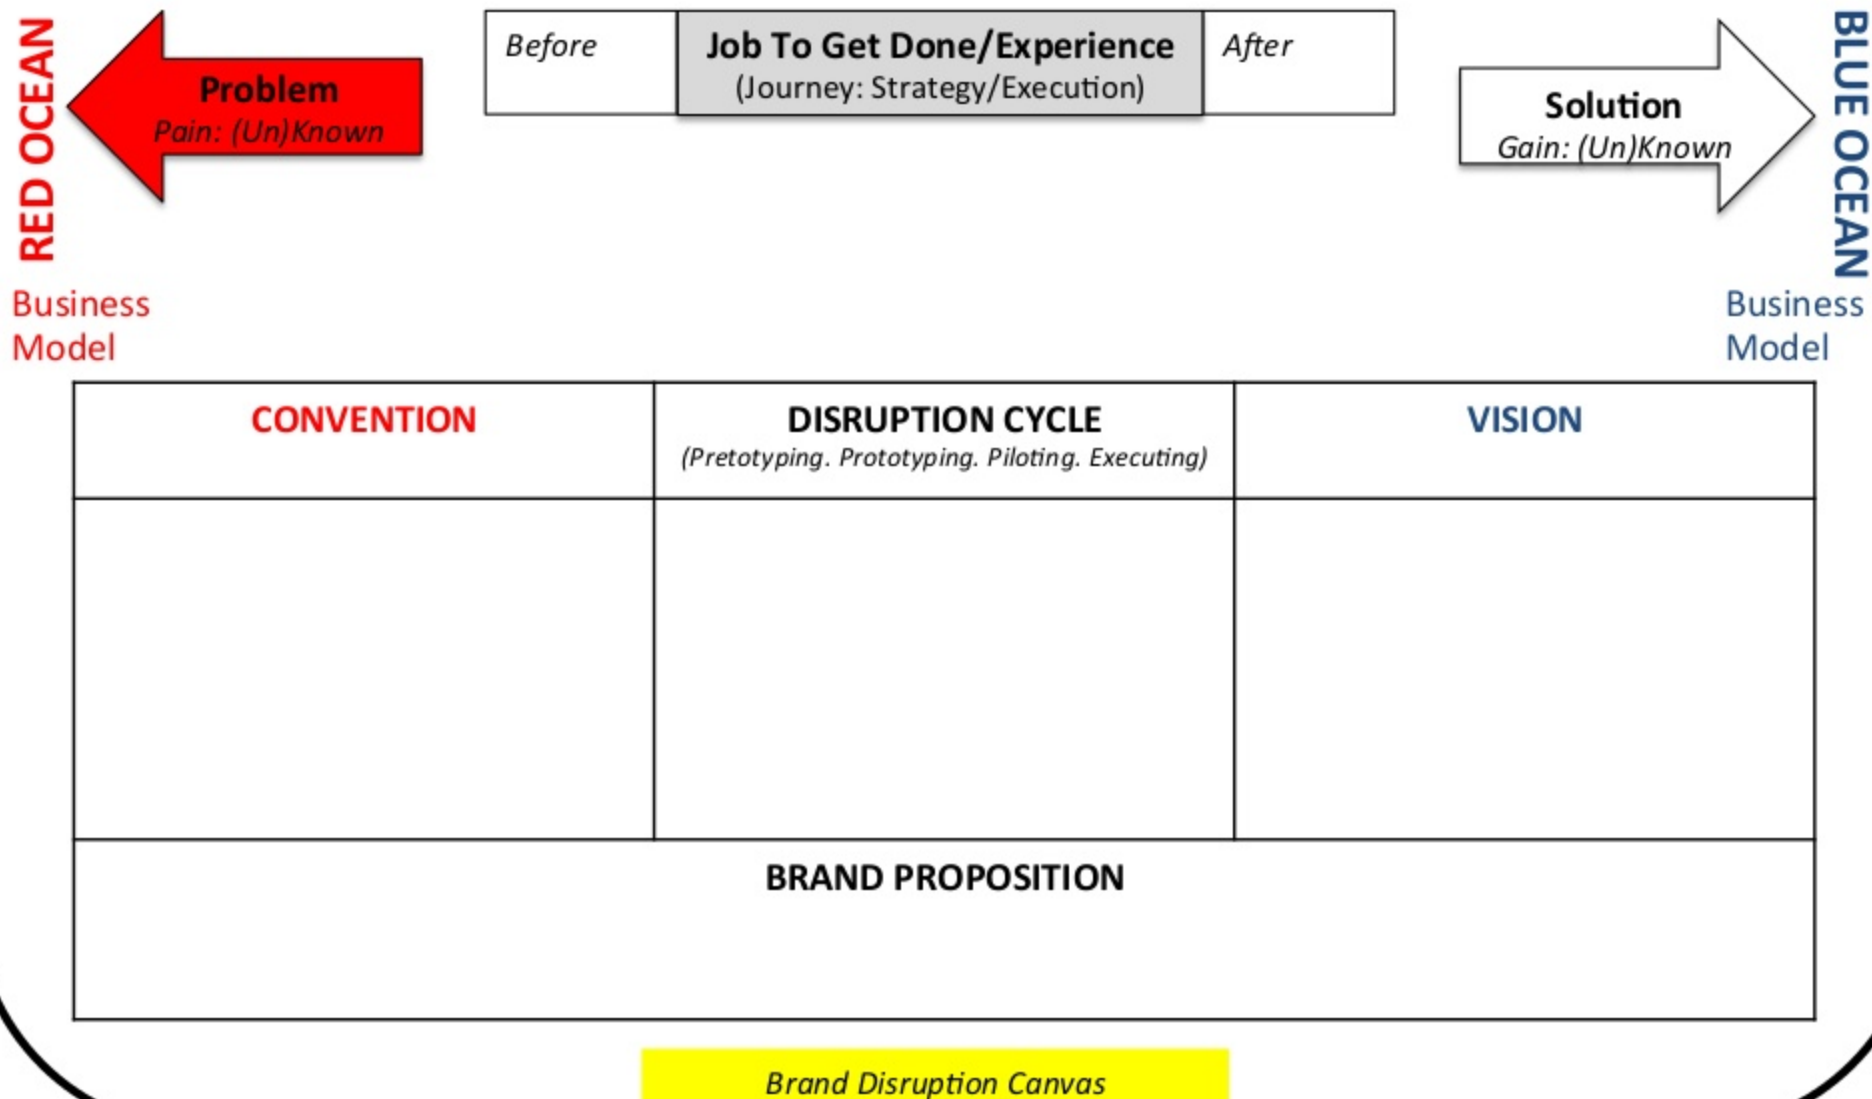 RED OCEAN
Problem
Pain: (Un)Known
Before
Job To Get Done/Experience
(Journey: Strategy/Execution)
After
Solution
Gain: (Un)Known
BLUE OCEAN
Business
Model
Business
Model
CONVENTION
DISRUPTION CYCLE
(Pretotyping. Prototyping. Piloting. Executing)
VISION
BRAND PROPOSITION
Brand Disruption Canvas